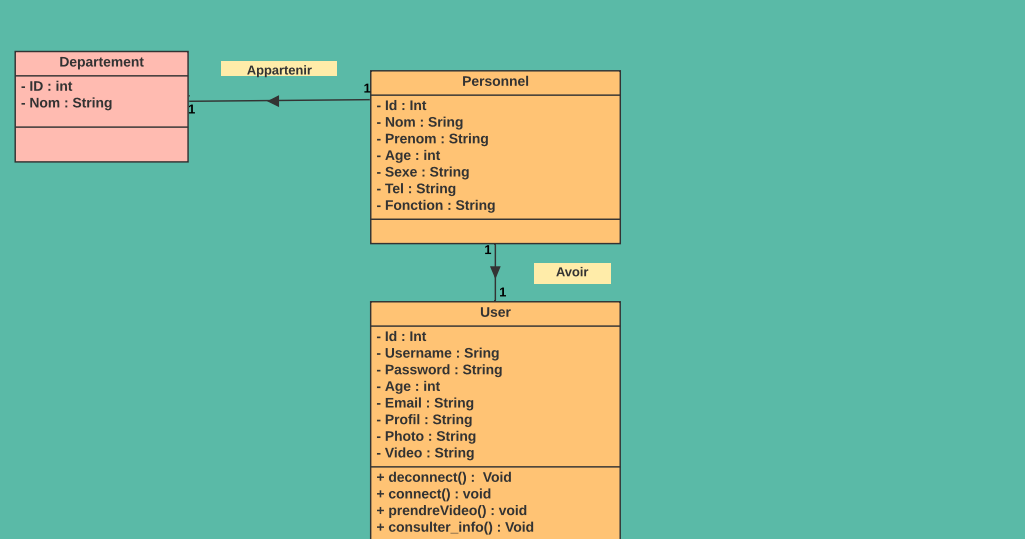 Departement
- ID : int
- Nom : String
1
Appartenir
1
Personnel
- Id : Int
- Nom : Sring
- Prenom : String
- Age : int
- Sexe : String
- Tel : String
- Fonction : String
1
Avoir
1
User
- Id : Int
- Username : Sring
- Password : String
- Age : int
- Email : String
- Profil : String
- Photo : String
- Video : String
+ deconnect() :  Void
+ connect() : void
+ prendreVideo() : void
+ consulter_info() : Void